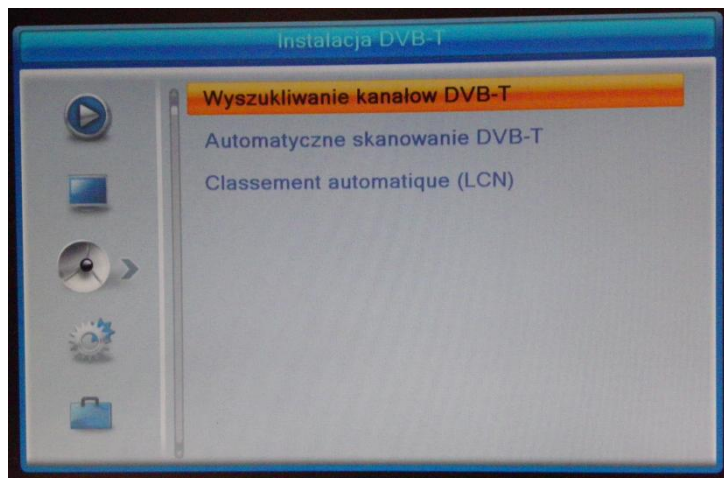 Instalacja DVB-T
Wyszukliwanie kanałow DVB-T
Automatyczne skanowanie DVB-T
Classement automatique (LCN)